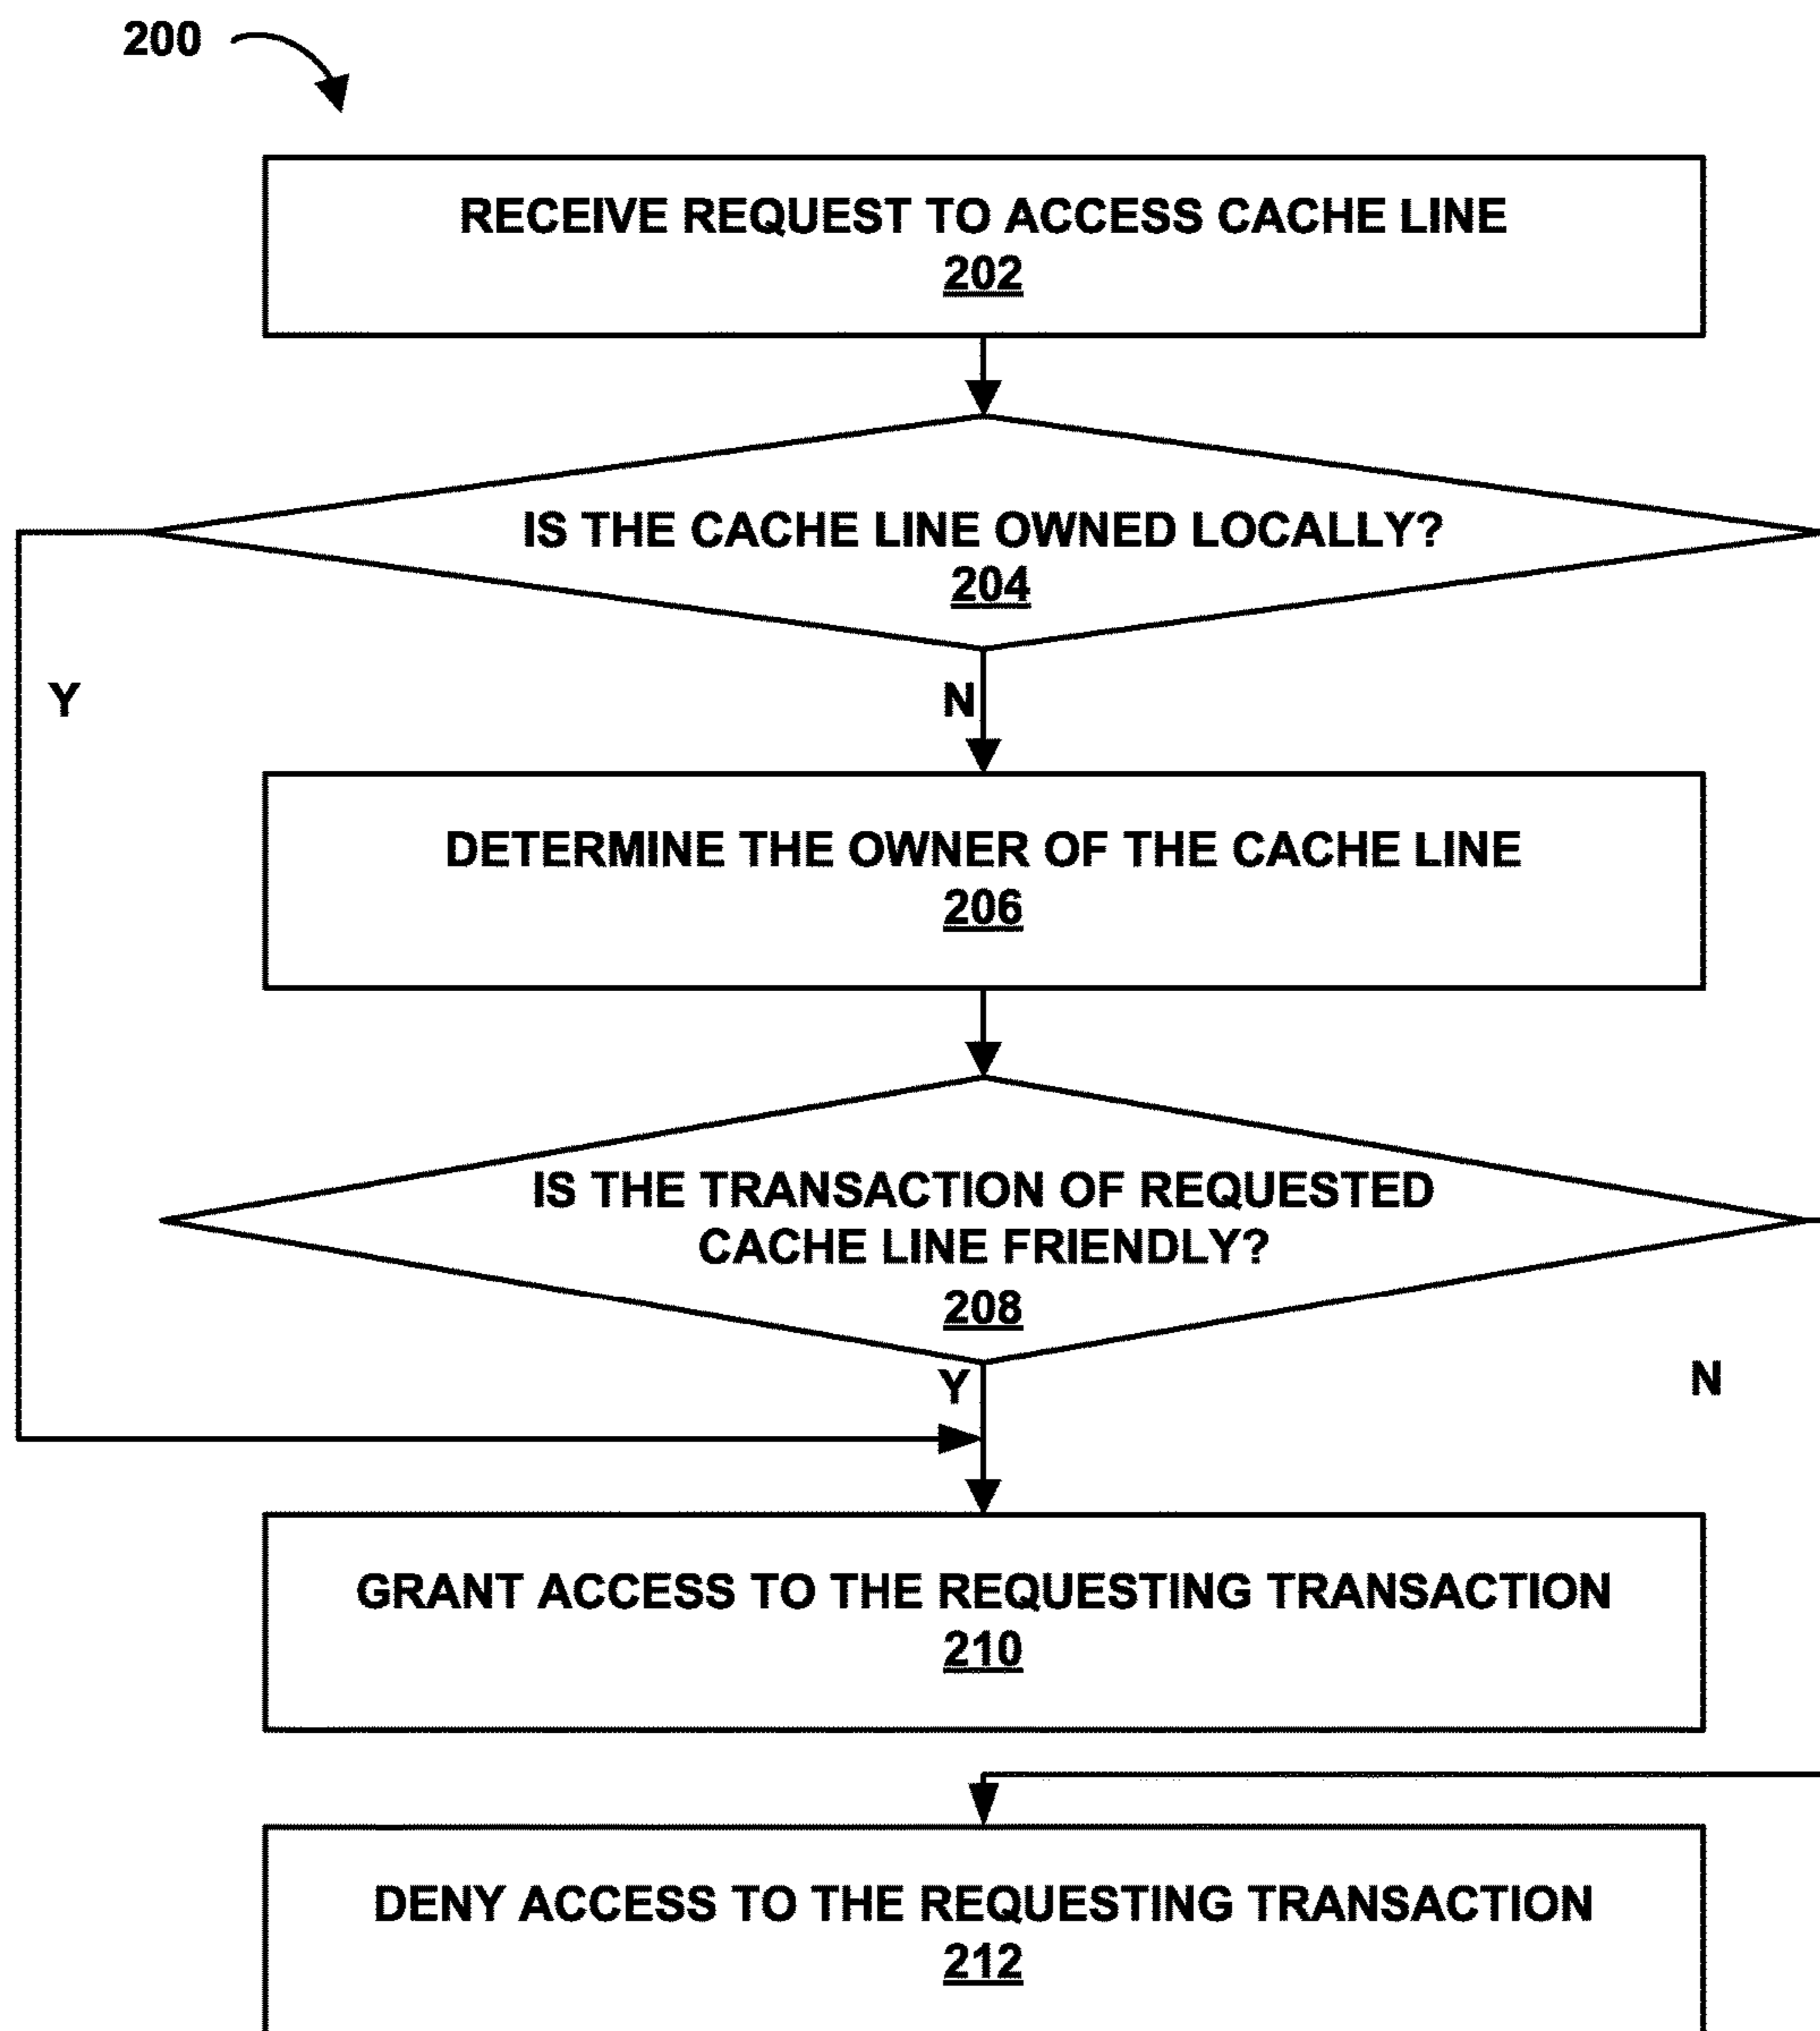 200
RECEIVE REQUEST TO ACCESS CACHE LINE
202
IS THE CACHE LINE OWNED LOCALLY?
204
Y
N
DETERMINE THE OWNER OF THE CACHE LINE
206
IS THE TRANSACTION OF REQUESTED
CACHE LINE FRIENDLY?
208
Y
N
GRANT ACCESS TO THE REQUESTING TRANSACTION
210
DENY ACCESS TO THE REQUESTING TRANSACTION
212